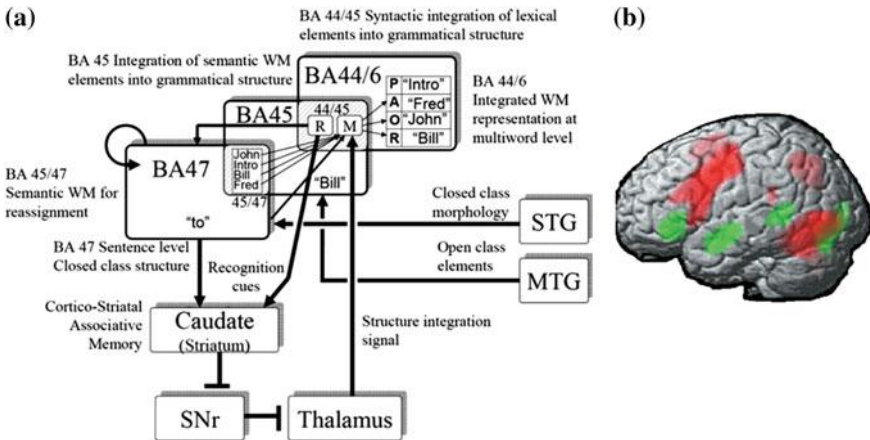 (a)
BA 44/45 Syntactic integration of lexical
elements into grammatical structure
BA 45 Integration of semantic WM
elements into grammatical structure
BA44/6
P "Intro"
A "Fred"
O "John"
R "Bill"
BA 44/6
Integrated WM
representation at
multiword level
BA45
44/45
R M
BA47
John
Intro
Bill
Fred
45/47
"Bill"
BA 45/47
Semantic WM for
reassignment
"to"
Closed class
morphology
STG
BA 47 Sentence level
Closed class structure
Recognition
cues
Open class
elements
MTG
Cortico-Striatal
Associative
Memory
Caudate
(Striatum)
Structure integration
signal
SNr
Thalamus
(b)